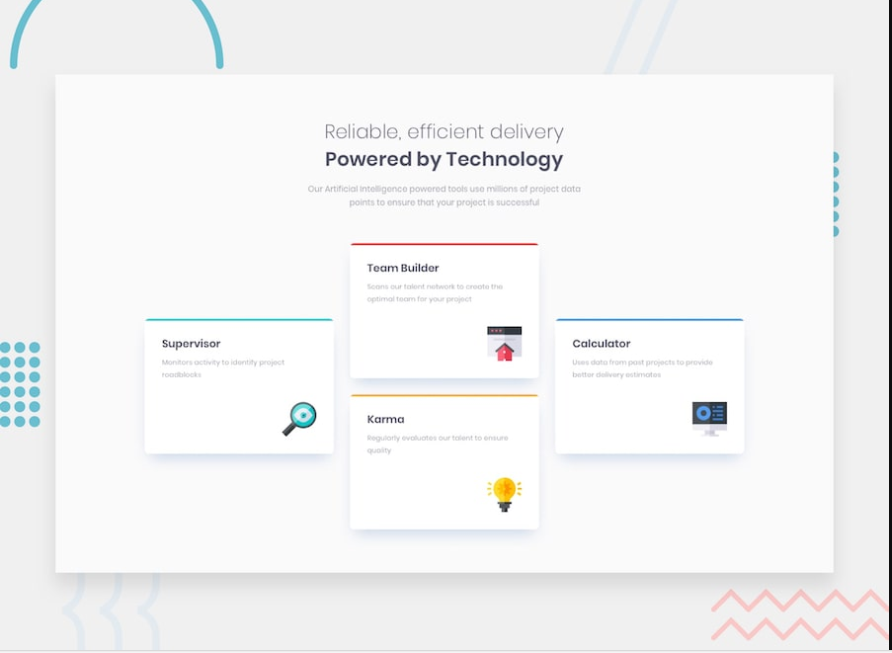 Reliable, efficient delivery
Powered by Technology
Our Artificial Intelligence powered tools use millions of project data
points to ensure that your project is successful
Team Builder
Scans our talent network to create the
optimal team for your project
Supervisor
Monitors activity to identify project
roadblocks
Calculator
Uses data from past projects to provide
better delivery estimates
Karma
Regularly evaluates our talent to ensure
quality